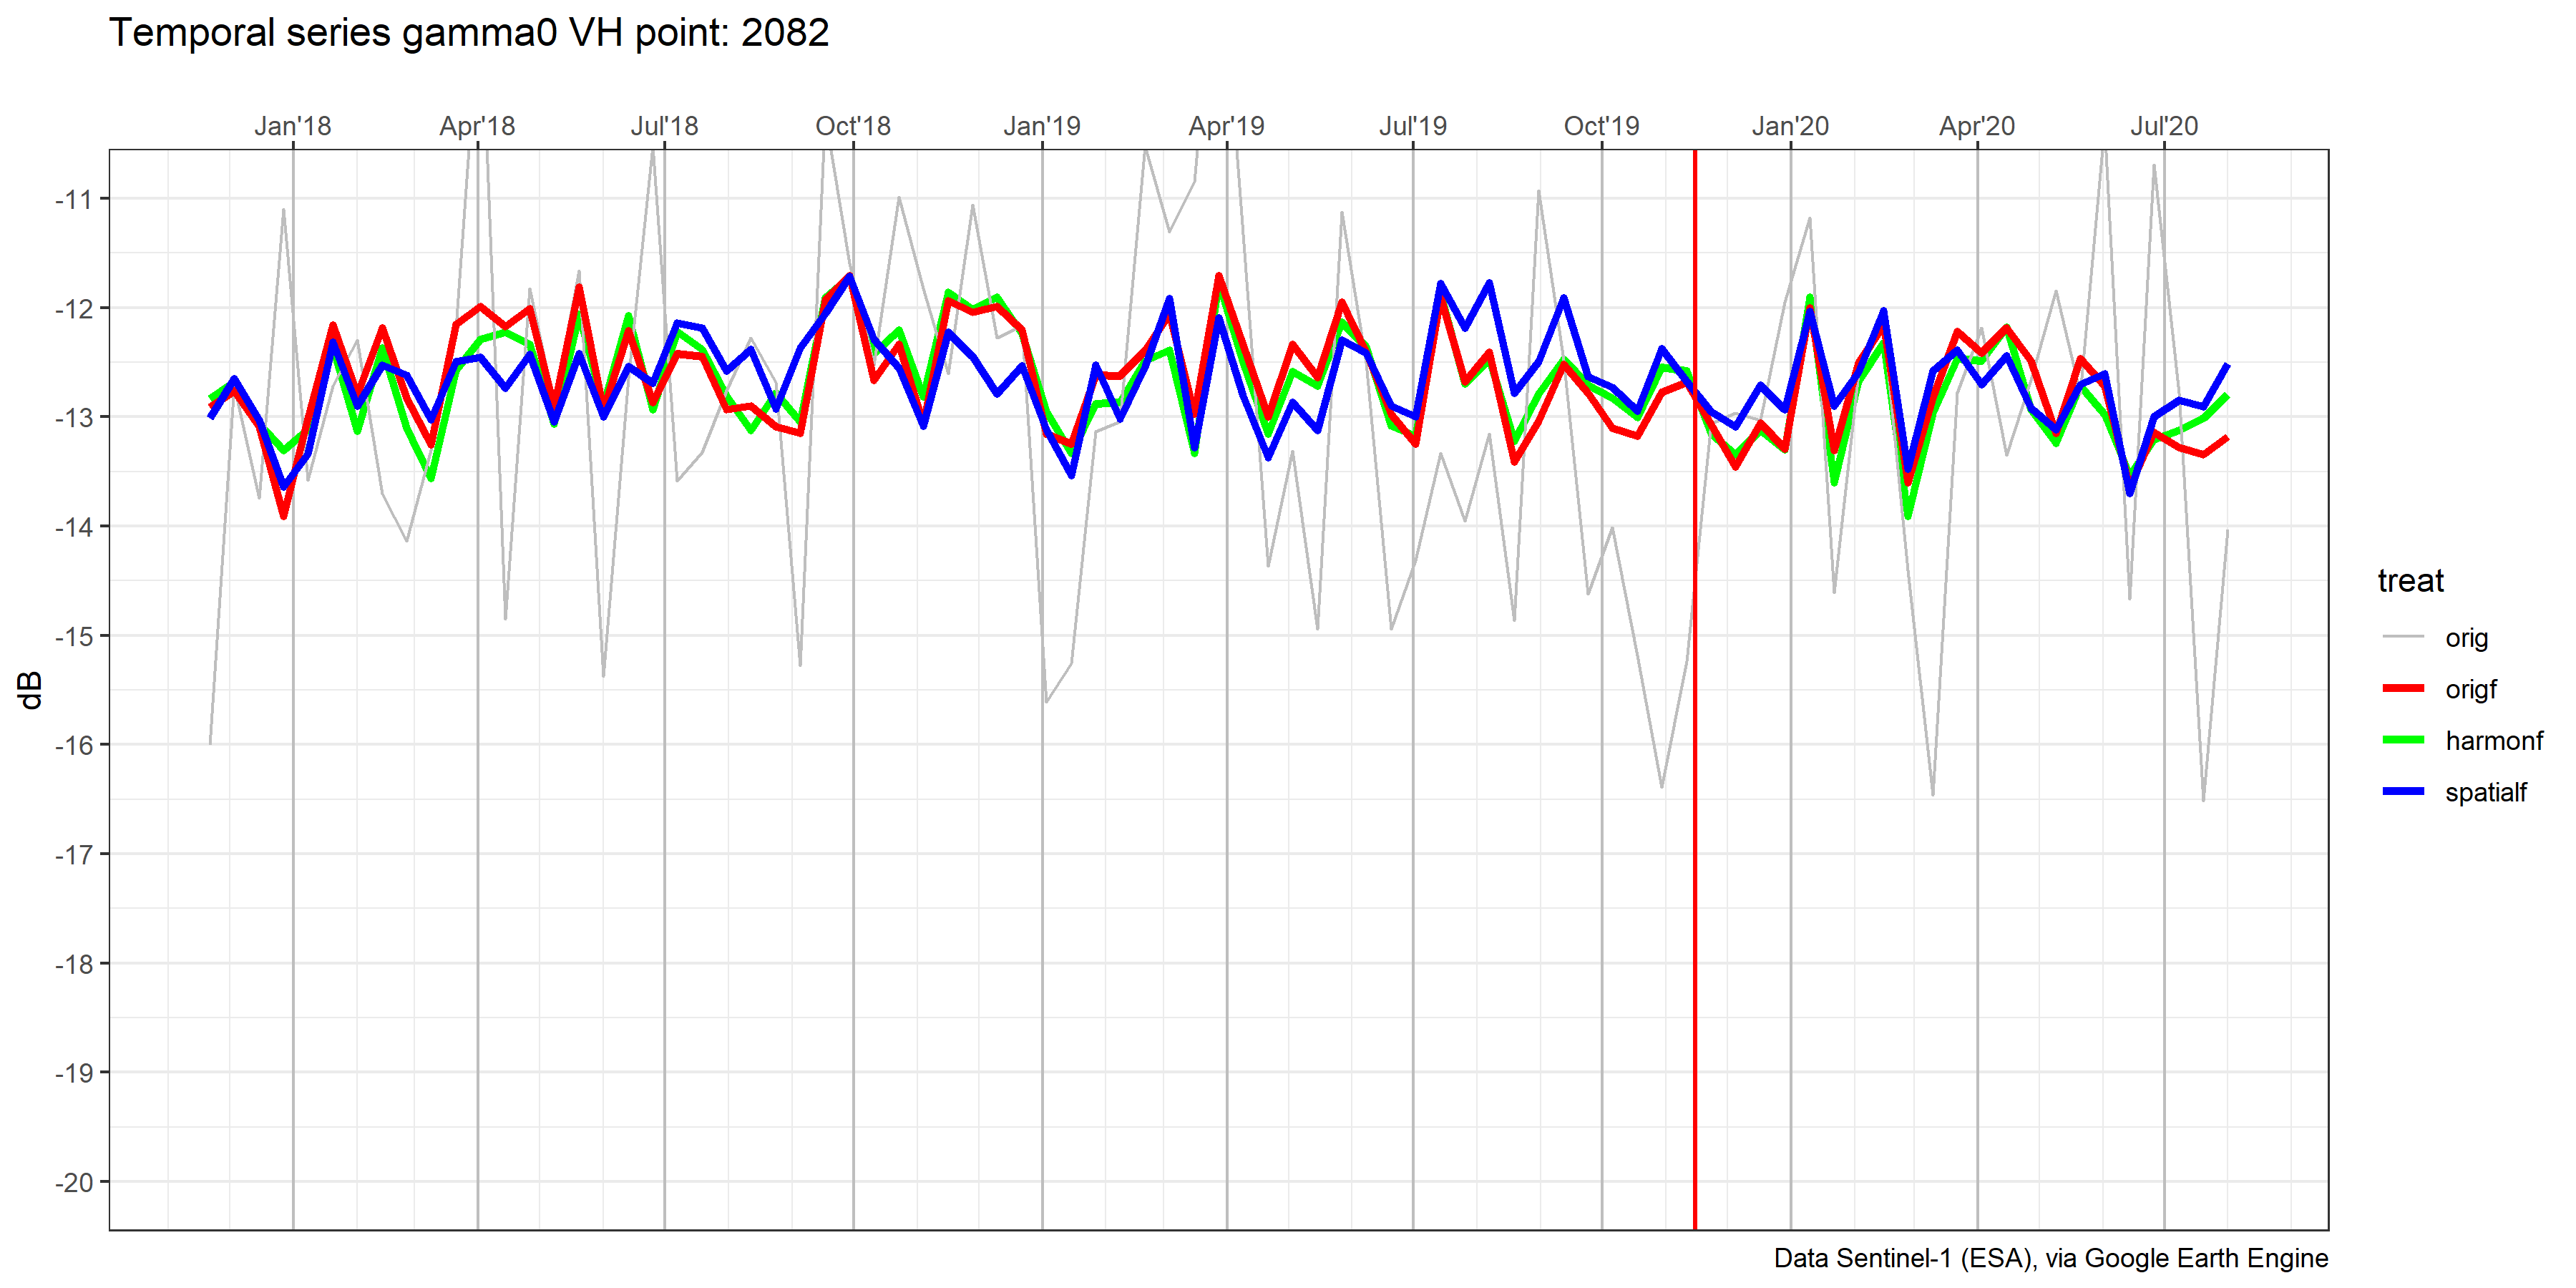 Temporal series gamma0 VH point: 2082
Jan'18 Apr'18 Jul'18 Oct'18 Jan'19 Apr'19 Jul'19 Oct'19 Jan'20 Apr'20 Jul'20
-11
-12
-13
-14
-15
-16
-17
-18
-19
-20
dB
treat
orig
origf
harmonf
spatialf
Data Sentinel-1 (ESA), via Google Earth Engine